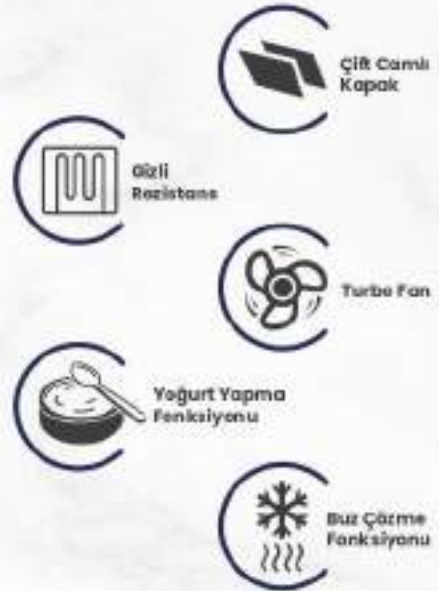 Çift Camlı
Kapak
Gizli
Rezistans
Turbo Fan
Yoğurt Yapma
Fonksiyonu
Buz Çözme
Fonksiyonu